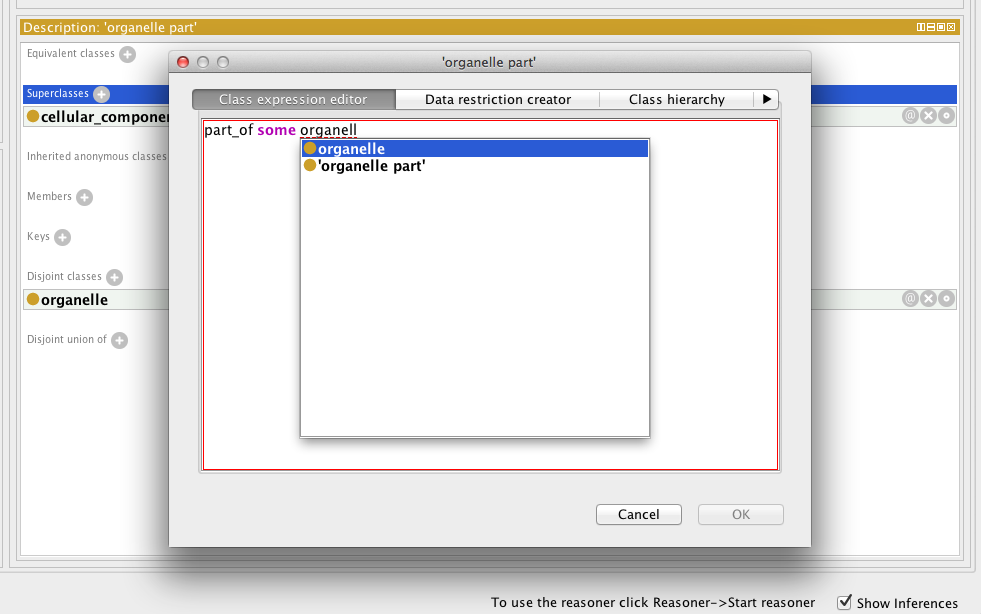 Description: 'organelle part'
Equivalent classes
'organelle part'
Superclasses
Class expression editor
Data restriction creator
Class hierarchy
cellular_componen
part_of some organell
organelle
'organelle part'
Inherited anonymous classes
Members
Keys
Disjoint classes
organelle
Disjoint union of
Cancel
OK
To use the reasoner click Reasoner->Start reasoner
Show Inferences